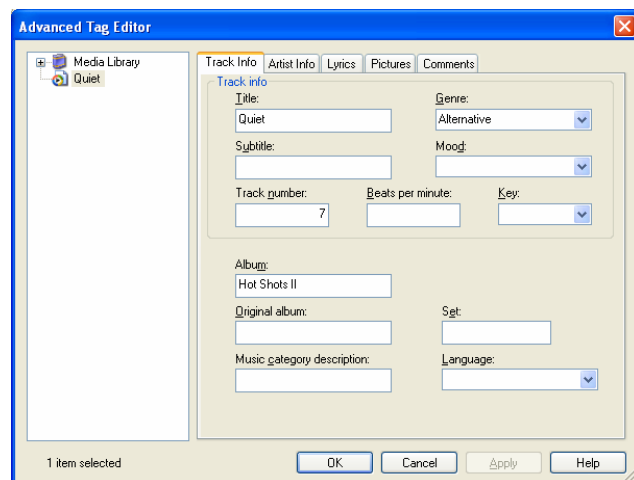 Advanced Tag Editor
Media Library
Quiet
Track Info Artist Info Lyrics Pictures Comments
Track info
Title: Genre:
Quiet Alternative
Subtitle: Mood:
Track number: Beats per minute: Key:
7
Album:
Hot Shots II
Original album: Set:
Music category description: Language:
1 item selected OK Cancel Apply Help